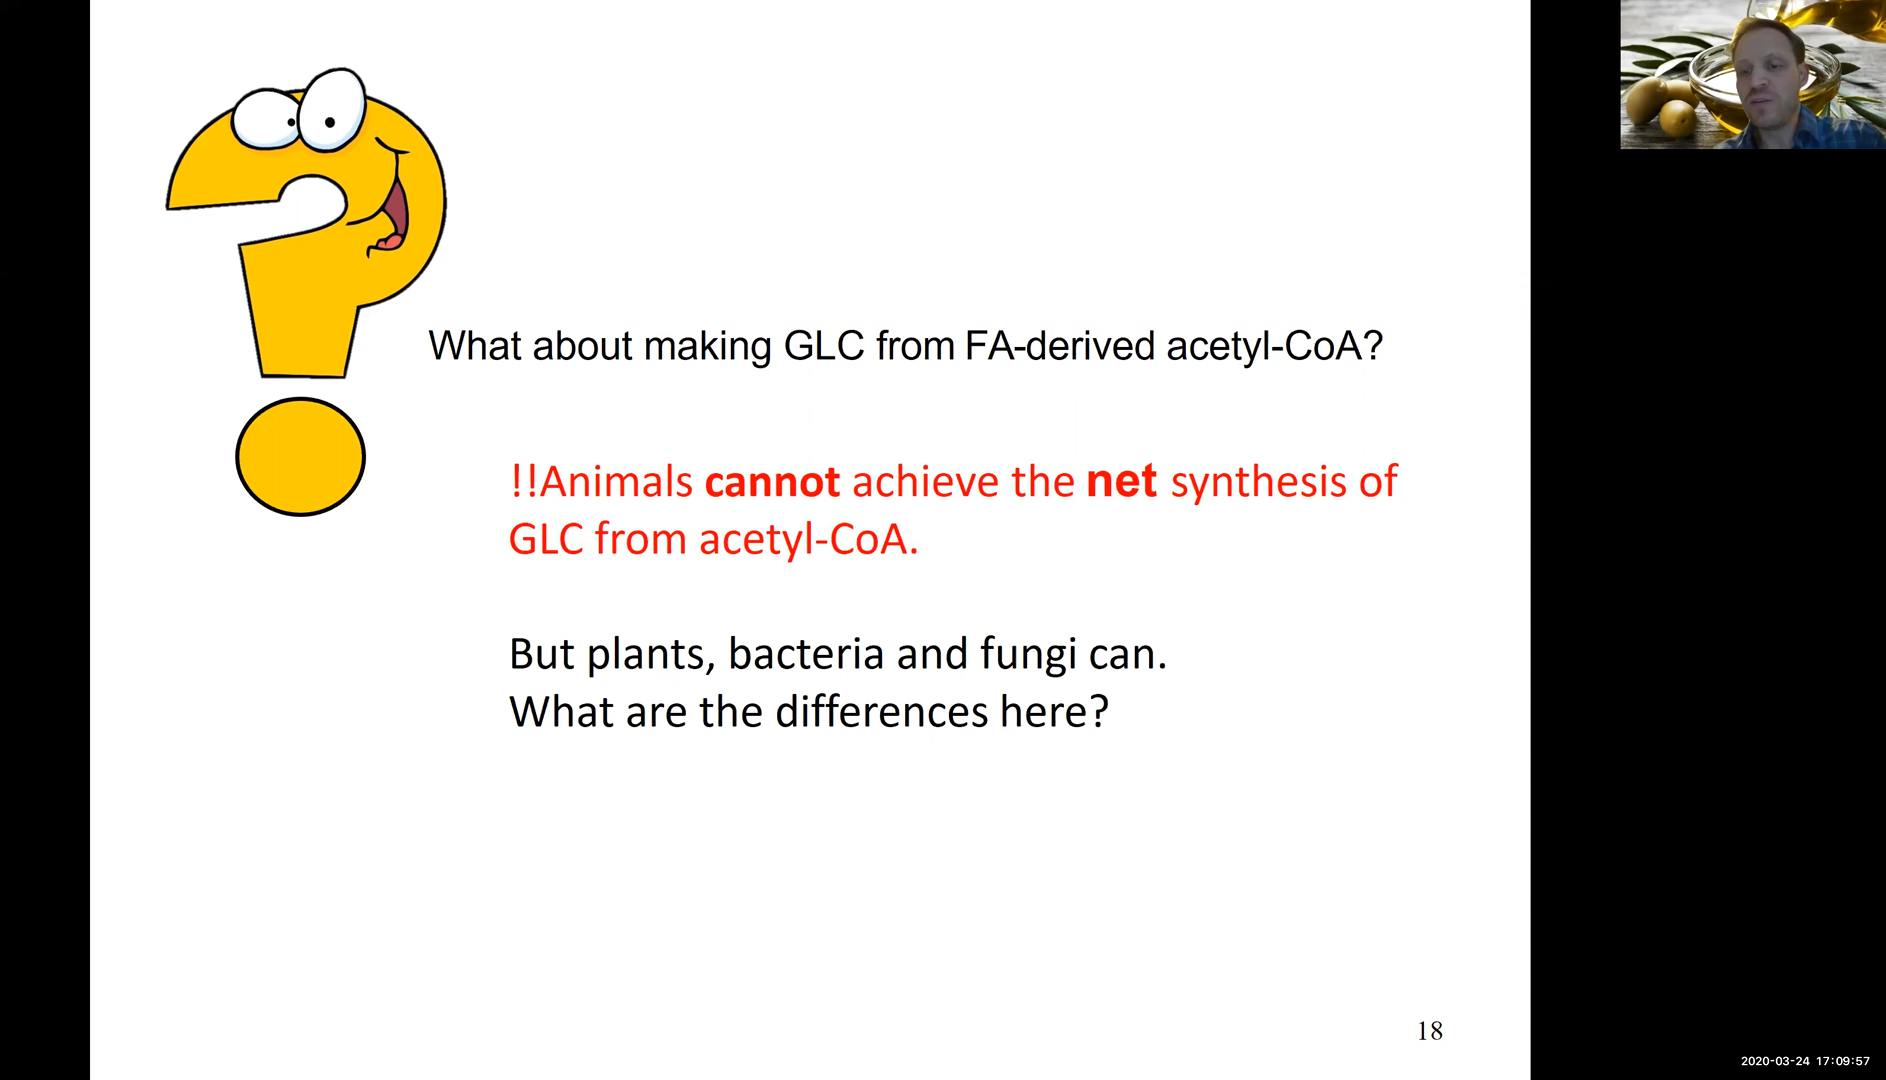 What about making GLC from FA-derived acetyl-CoA?
!!Animals cannot achieve the net synthesis of
GLC from acetyl-CoA.
But plants, bacteria and fungi can.
What are the differences here?
18
2020-03-24 17:09:57